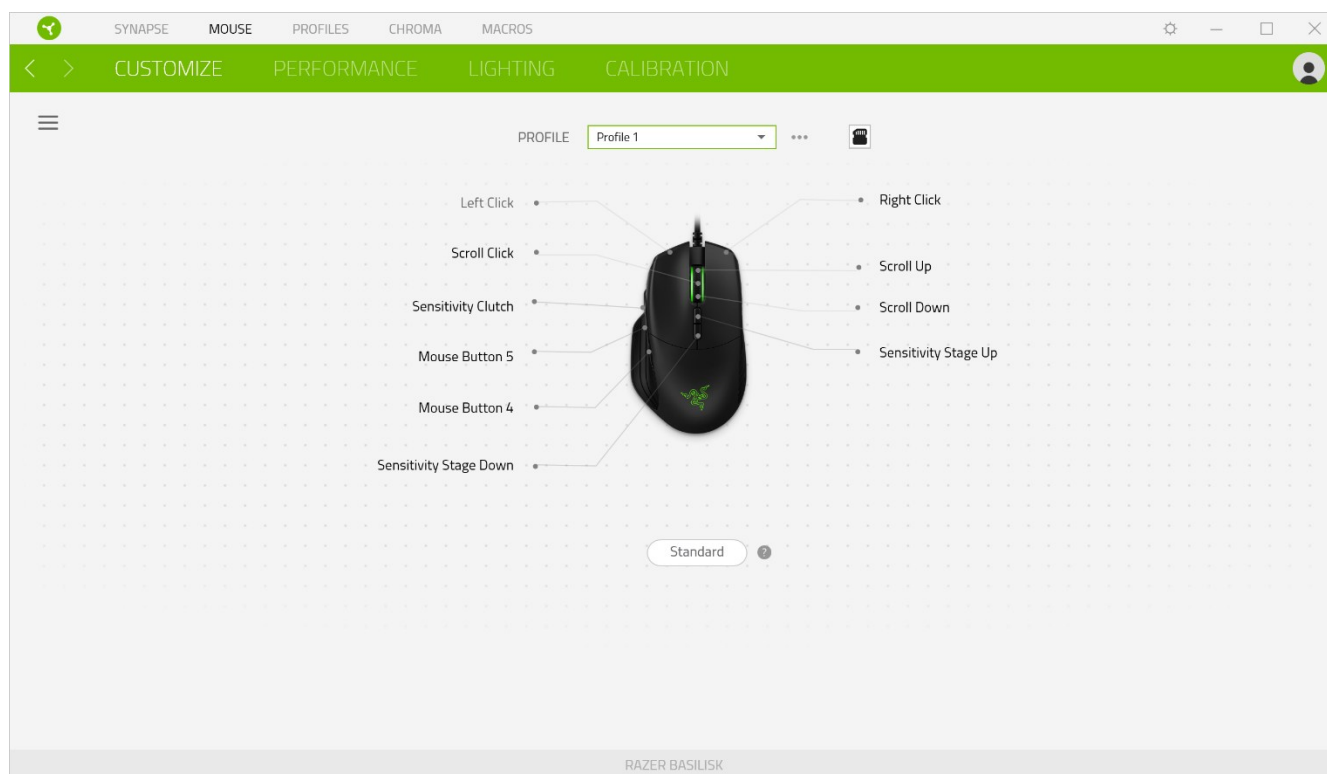 SYNAPSE MOUSE PROFILES CHROMA MACROS
CUSTOMIZE PERFORMANCE LIGHTING CALIBRATION
PROFILE Profile 1
Left Click
Right Click
Scroll Click
Scroll Up
Sensitivity Clutch
Scroll Down
Mouse Button 5
Sensitivity Stage Up
Mouse Button 4
Sensitivity Stage Down
Standard ?
RAZER BASILISK